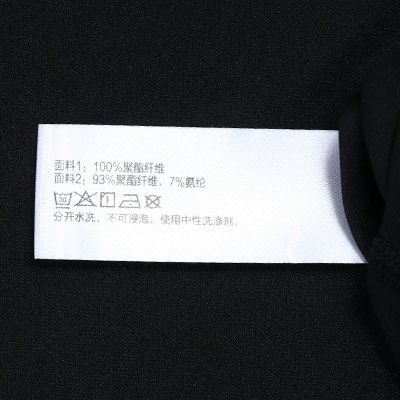 面料1：100%聚酯纤维
面料2：93%聚酯纤维，7%氨纶
30
分开水洗，不可浸泡，使用中性洗涤剂。